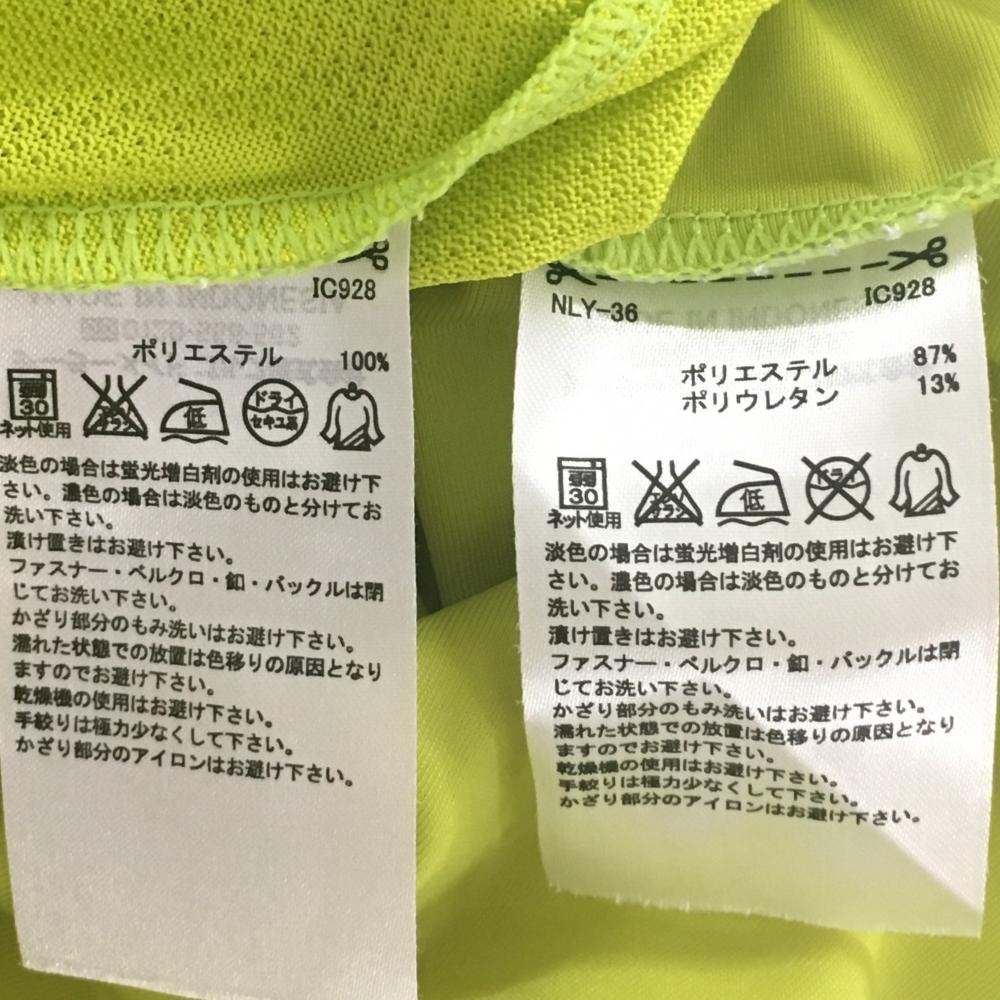 IC928
ポリエステル 100%
30
ネット使用
低
ドライ
セキユ系
淡色の場合は蛍光増白剤の使用はお避け下
さい。濃色の場合は淡色のものと分けてお
洗い下さい。
漬け置きはお避け下さい。
ファスナー・ベルクロ・釦・バックルは閉
じてお洗い下さい。
かざり部分のもみ洗いはお避け下さい。
濡れた状態での放置は色移りの原因となり
ますのでお避け下さい。
乾燥機の使用はお避け下さい。
手絞りは極力少なくして下さい。
かざり部分のアイロンはお避け下さい。
NLY-36 IC928
ポリエステル 87%
ポリウレタン 13%
30
ネット使用
低
ドライ
淡色の場合は蛍光増白剤の使用はお避け下
さい。濃色の場合は淡色のものと分けてお
洗い下さい。
漬け置きはお避け下さい。
ファスナー・ベルクロ・釦・バックルは閉
じてお洗い下さい。
かざり部分のもみ洗いはお避け下さい。
濡れた状態での放置は色移りの原因となり
ますのでお避け下さい。
乾燥機の使用はお避け下さい。
手絞りは極力少なくして下さい。
かざり部分のアイロンはお避け下さい。